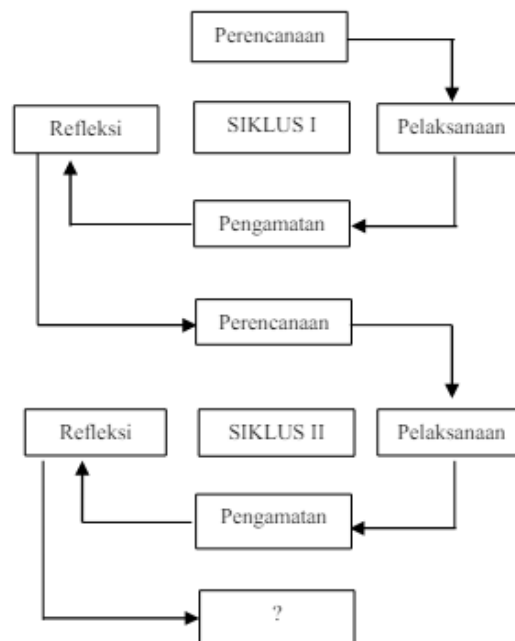 Perencanaan
Refleksi
SIKLUS I
Pelaksanaan
Pengamatan
Perencanaan
Refleksi
SIKLUS II
Pelaksanaan
Pengamatan
?